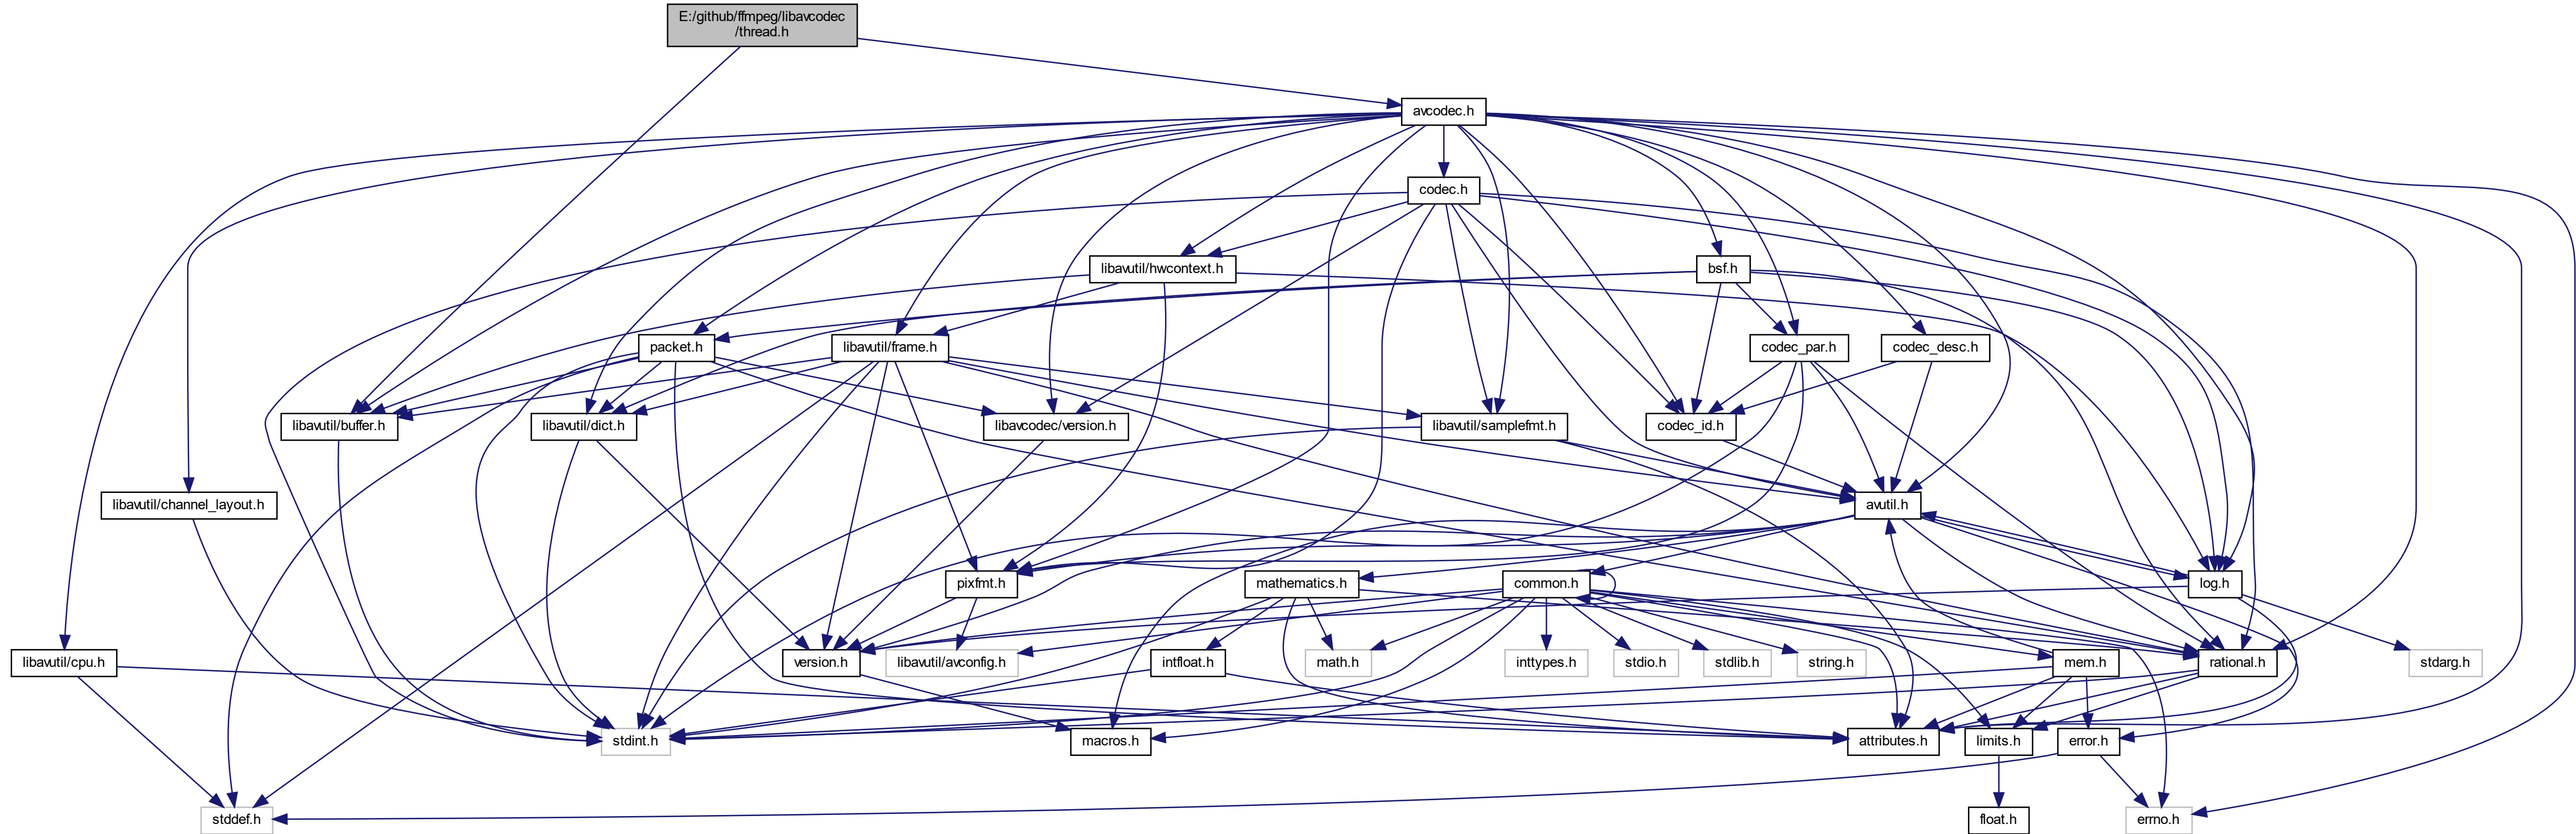 E:/github/ffmpeg/libavcodec
/thread.h
avcodec.h
codec.h
libavutil/hwcontext.h
bsf.h
packet.h
libavutil/frame.h
codec_par.h
codec_desc.h
libavutil/buffer.h
libavutil/dict.h
libavcodec/version.h
libavutil/samplefmt.h
codec_id.h
libavutil/channel_layout.h
avutil.h
pixfmt.h
mathematics.h
common.h
log.h
libavutil/cpu.h
version.h
libavutil/avconfig.h
intfloat.h
math.h
inttypes.h
stdio.h
stdlib.h
string.h
mem.h
rational.h
stdarg.h
stdint.h
macros.h
attributes.h
limits.h
error.h
stddef.h
float.h
errno.h